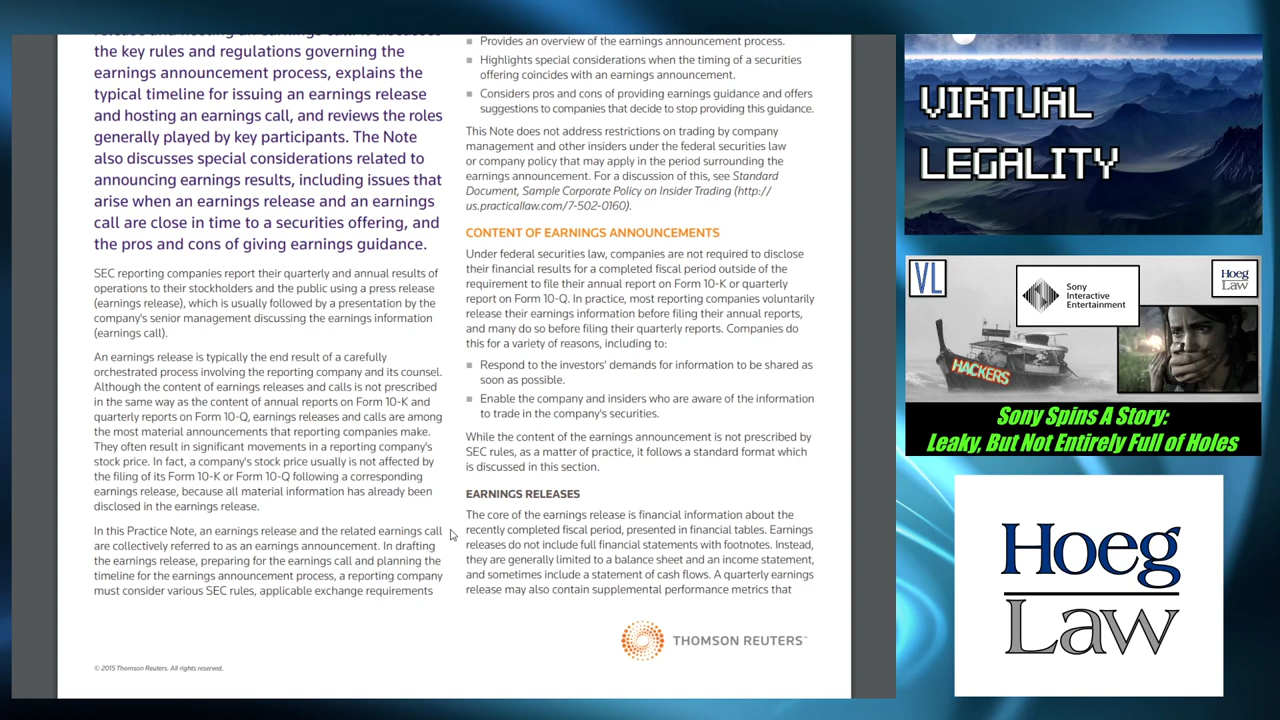 the key rules and regulations governing the
earnings announcement process, explains the
typical timeline for issuing an earnings release
and hosting an earnings call, and reviews the roles
generally played by key participants. The Note
also discusses special considerations related to
announcing earnings results, including issues that
arise when an earnings release and an earnings
call are close in time to a securities offering, and
the pros and cons of giving earnings guidance.
SEC reporting companies report their quarterly and annual results of
operations to their stockholders and the public using a press release
(earnings release), which is usually followed by a presentation by the
company's senior management discussing the earnings information
(earnings call).
An earnings release is typically the end result of a carefully
orchestrated process involving the reporting company and its counsel.
Although the content of earnings releases and calls is not prescribed
in the same way as the content of annual reports on Form 10-K and
quarterly reports on Form 10-Q, earnings releases and calls are among
the most material announcements that reporting companies make.
They often result in significant movements in a reporting company's
stock price. In fact, a company's stock price usually is not affected by
the filing of its Form 10-K or Form 10-Q following a corresponding
earnings release, because all material information has already been
disclosed in the earnings release.
In this Practice Note, an earnings release and the related earnings call
are collectively referred to as an earnings announcement. In drafting
the earnings release, preparing for the earnings call and planning the
timeline for the earnings announcement process, a reporting company
must consider various SEC rules, applicable exchange requirements
© 2015 Thomson Reuters. All rights reserved.
Provides an overview of the earnings announcement process.
Highlights special considerations when the timing of a securities
offering coincides with an earnings announcement.
Considers pros and cons of providing earnings guidance and offers
suggestions to companies that decide to stop providing this guidance.
This Note does not address restrictions on trading by company
management and other insiders under the federal securities law
or company policy that may apply in the period surrounding the
earnings announcement. For a discussion of this, see Standard
Document, Sample Corporate Policy on Insider Trading (http://
us.practicallaw.com/7-502-0160).
CONTENT OF EARNINGS ANNOUNCEMENTS
Under federal securities law, companies are not required to disclose
their financial results for a completed fiscal period outside of the
requirement to file their annual report on Form 10-K or quarterly
report on Form 10-Q. In practice, most reporting companies voluntarily
release their earnings information before filing their annual reports,
and many do so before filing their quarterly reports. Companies do
this for a variety of reasons, including to:
Respond to the investors' demands for information to be shared as
soon as possible.
Enable the company and insiders who are aware of the information
to trade in the company's securities.
While the content of the earnings announcement is not prescribed by
SEC rules, as a matter of practice, it follows a standard format which
is discussed in this section.
EARNINGS RELEASES
The core of the earnings release is financial information about the
recently completed fiscal period, presented in financial tables. Earnings
releases do not include full financial statements with footnotes. Instead,
they are generally limited to a balance sheet and an income statement,
and sometimes include a statement of cash flows. A quarterly earnings
release may also contain supplemental performance metrics that
THOMSON REUTERS™
VIRTUAL
LEGALITY
VL
Sony
Interactive
Entertainment
Hoeg
Law
HACKERS
Sony Spins A Story:
Leaky, But Not Entirely Full of Holes
Hoeg
Law